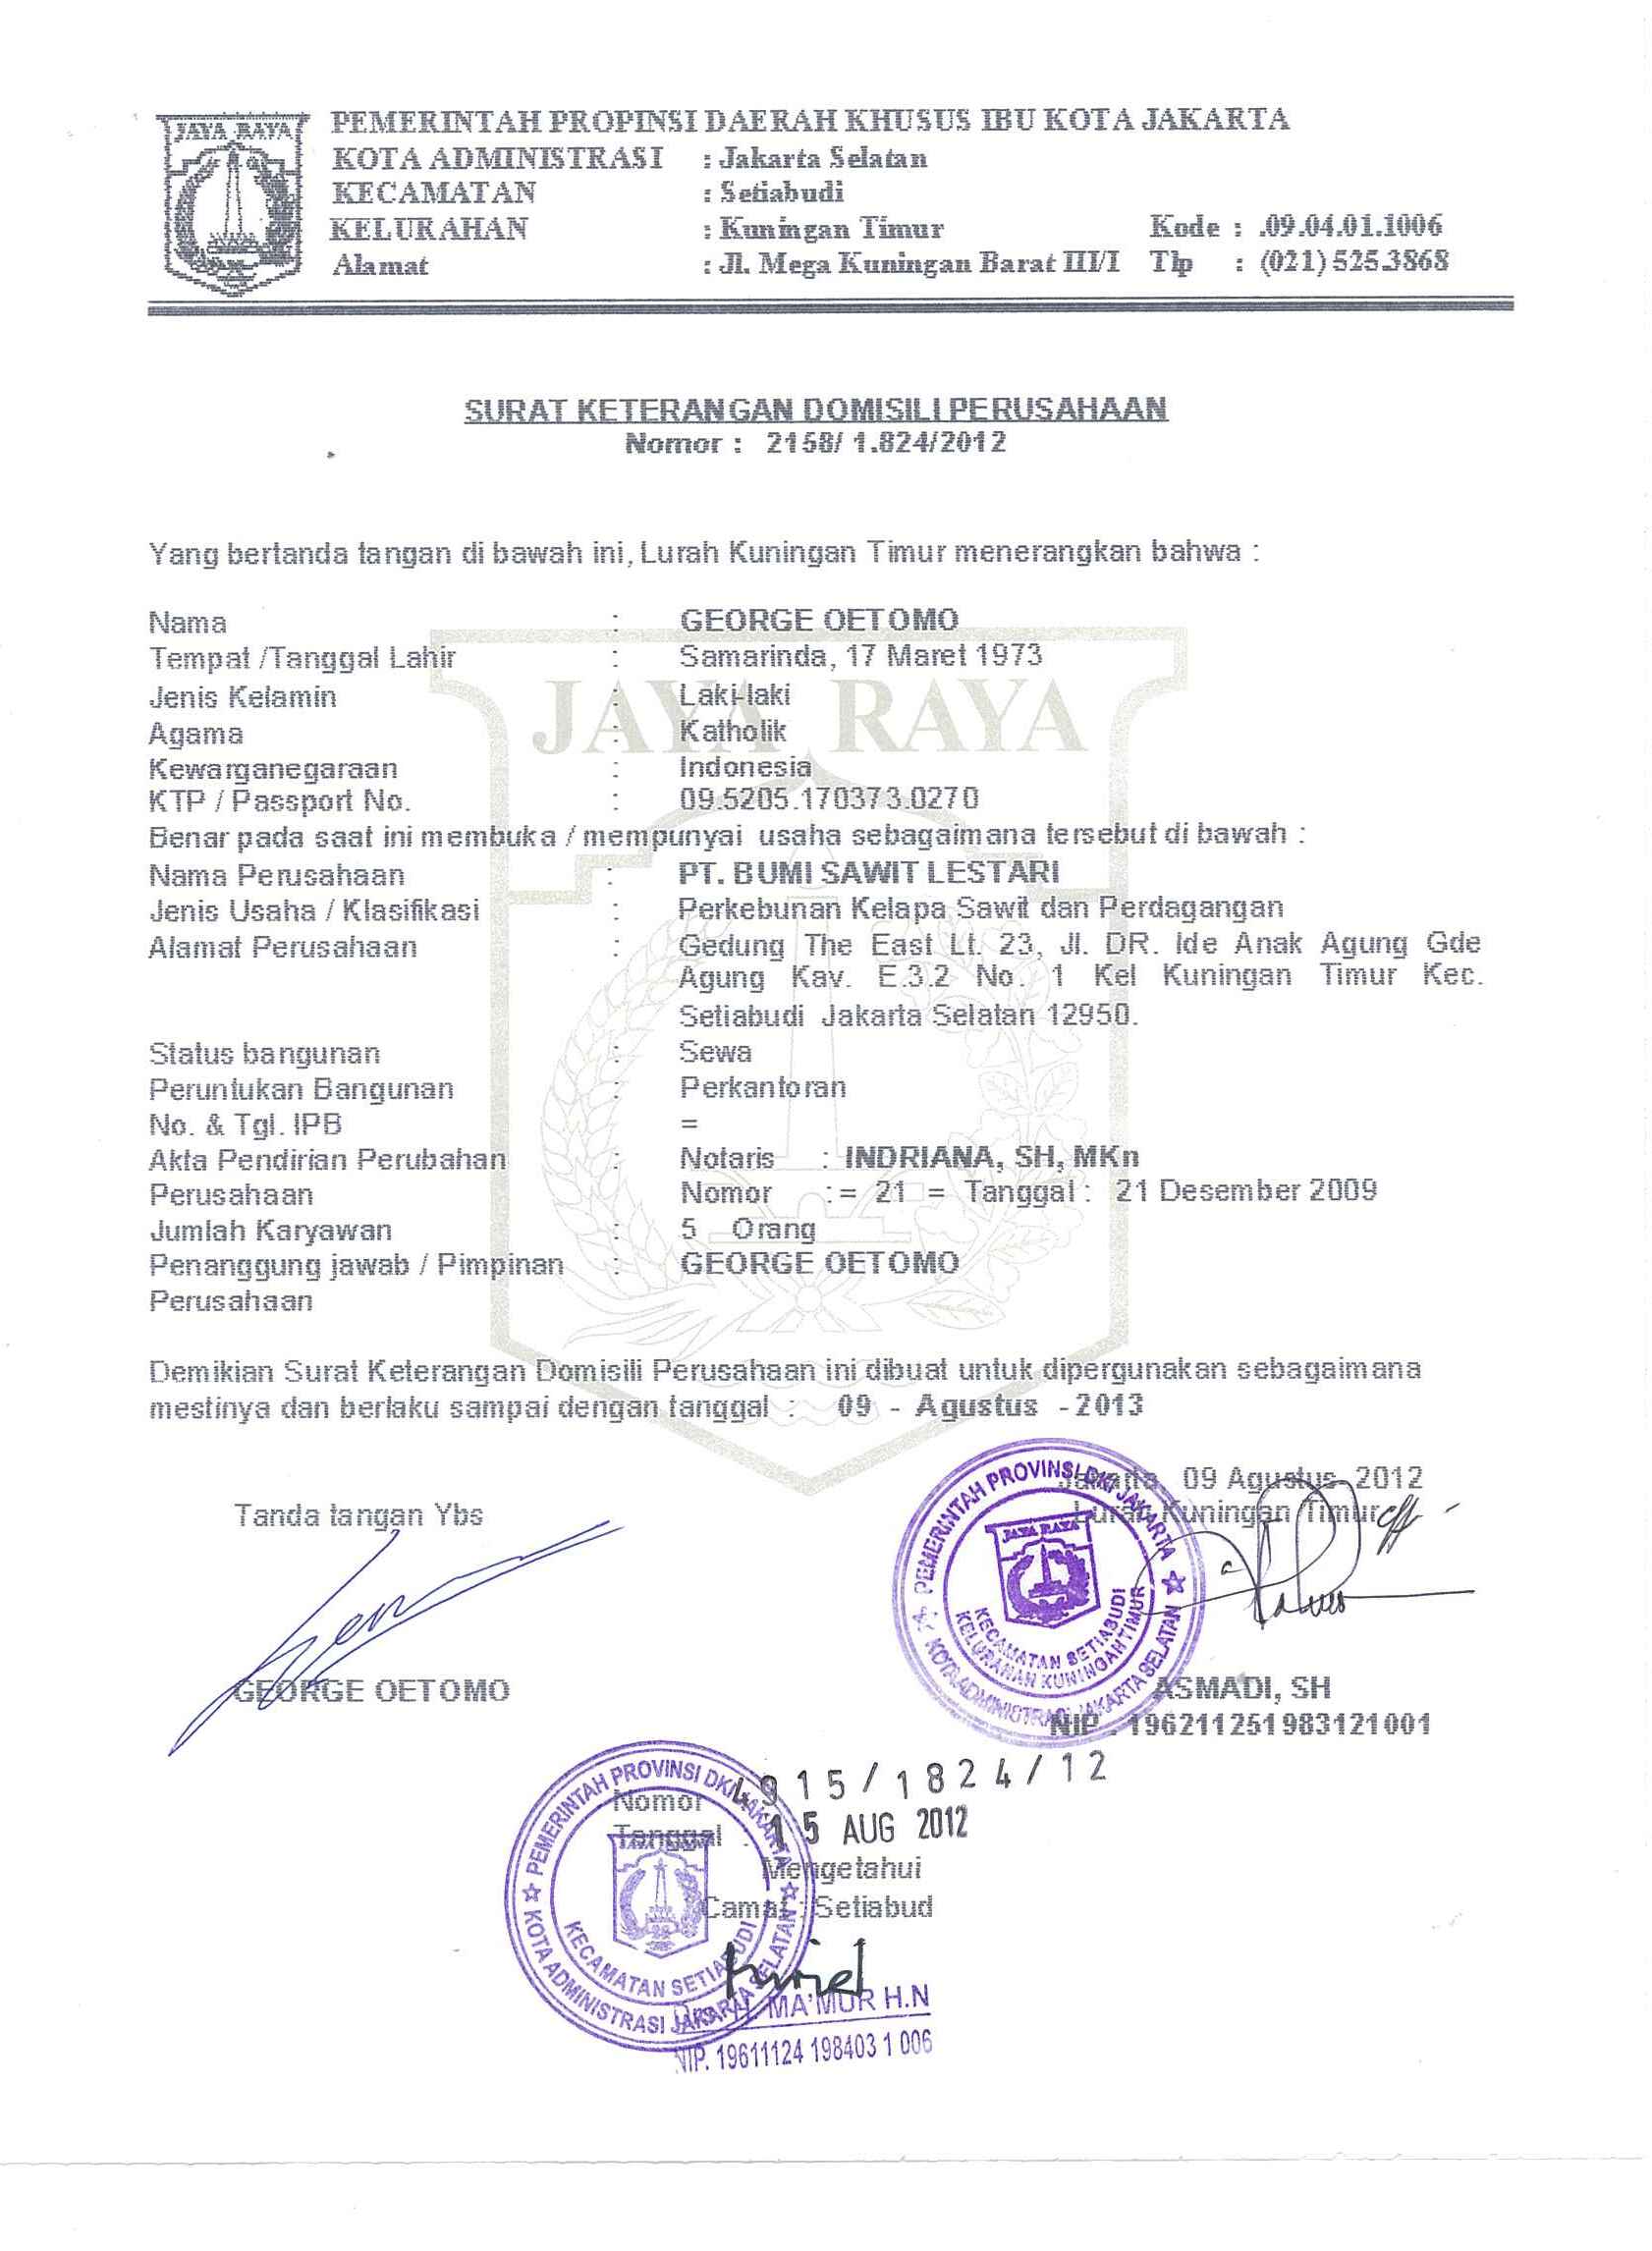 JAYA RAYA
PEMERINTAH PROPINSI DAERAH KHUSUS IBU KOTA JAKARTA
KOTA ADMINISTRASI : Jakarta Selatan
KECAMATAN : Setiabudi
KELURAHAN : Kuningan Timur Kode : .09.04.01.1006
Alamat : Jl. Mega Kuningan Barat III/I Tlp : (021) 525.3868
SURAT KETERANGAN DOMISILI PERUSAHAAN
Nomor : 2158/ 1.824/2012
Yang bertanda tangan di bawah ini, Lurah Kuningan Timur menerangkan bahwa :
Nama : GEORGE OETOMO
Tempat /Tanggal Lahir : Samarinda, 17 Maret 1973
JAYA RAYA
Jenis Kelamin : Laki-laki
Agama : Katholik
Kewarganegaraan : Indonesia
KTP / Passport No. : 09.5205.170373.0270
Benar pada saat ini membuka / mempunyai usaha sebagaimana tersebut di bawah :
Nama Perusahaan : PT. BUMI SAWIT LESTARI
Jenis Usaha / Klasifikasi : Perkebunan Kelapa Sawit dan Perdagangan
Alamat Perusahaan : Gedung The East Lt. 23, Jl. DR. Ide Anak Agung Gde
Agung Kav. E.3.2 No. 1 Kel Kuningan Timur Kec.
Setiabudi Jakarta Selatan 12950.
Status bangunan : Sewa
Peruntukan Bangunan : Perkantoran
No. & Tgl. IPB =
Akta Pendirian Perubahan : Notaris : INDRIANA, SH, MKn
Perusahaan Nomor : = 21 = Tanggal : 21 Desember 2009
Jumlah Karyawan : 5 Orang
Penanggung jawab / Pimpinan : GEORGE OETOMO
Perusahaan
Demikian Surat Keterangan Domisili Perusahaan ini dibuat untuk dipergunakan sebagaimana
mestinya dan berlaku sampai dengan tanggal : 09 - Agustus - 2013
Jakarta, 09 Agustus 2012
Tanda tangan Ybs Lurah Kuningan Timur
PEMERINTAH PROVINSI DKI JAKARTA
JAYA RAYA
KECAMATAN SETIABUDI
KELURAHAN KUNINGAN TIMUR
KOTA ADMINISTRASI JAKARTA SELATAN
GEORGE OETOMO ASMADI, SH
NIP . 196211251983121001
Nomor 4915/1824/12
Tanggal : 15 AUG 2012
Mengetahui
Camat : Setiabud
PEMERINTAH PROVINSI DKI JAKARTA
KECAMATAN SETIABUDI
KOTA ADMINISTRASI JAKARTA SELATAN
Drs. H. MA'MUR H.N
NIP. 19611124 198403 1 006